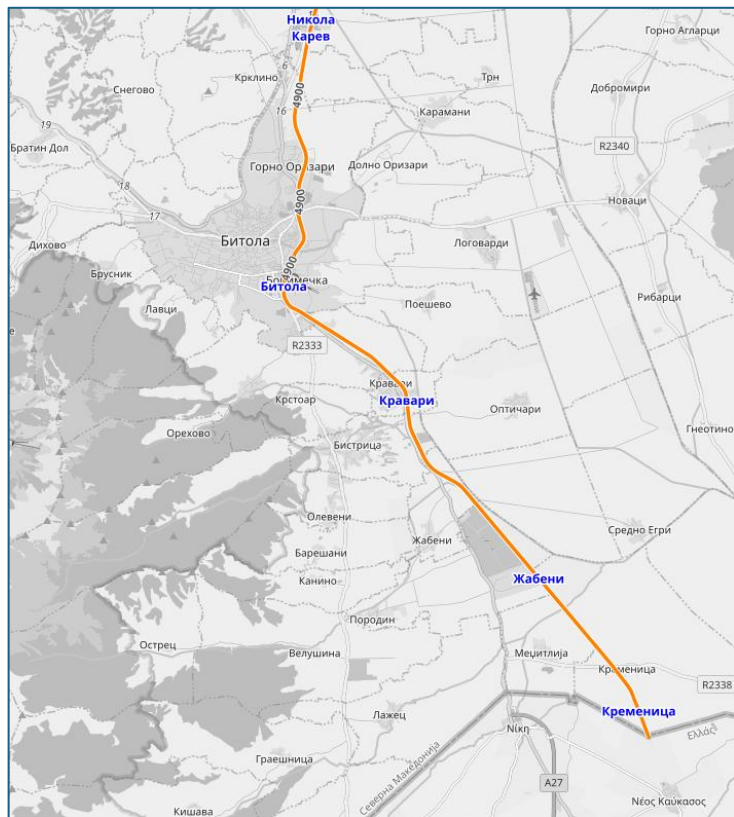 Никола
Карев
Горно Агларци
Крклино
6
Трн
Снегово
Добромири
4900
16
Карамани
19
R2340
Братин Дол
Горно Оризари
Долно Оризари
18
4900
Новаци
17
Битола
Логоварди
Дихово
Брусник
4900
Битола
Рибарци
Лавци
Поешево
R2333
Кравари
Кравари
Крстоар
Оптичари
Гнеотино
Орехово
Бистрица
Олевени
Средно Егри
Жабени
Барешани
Канино
Жабени
Породин
Острец
Велушина
Меџитлија
Краменица
R2338
Кременица
Лажец
Νίκη
Ελλάς
Граешница
Северна Македонија
A27
Νέος Καύκασος
Кишава